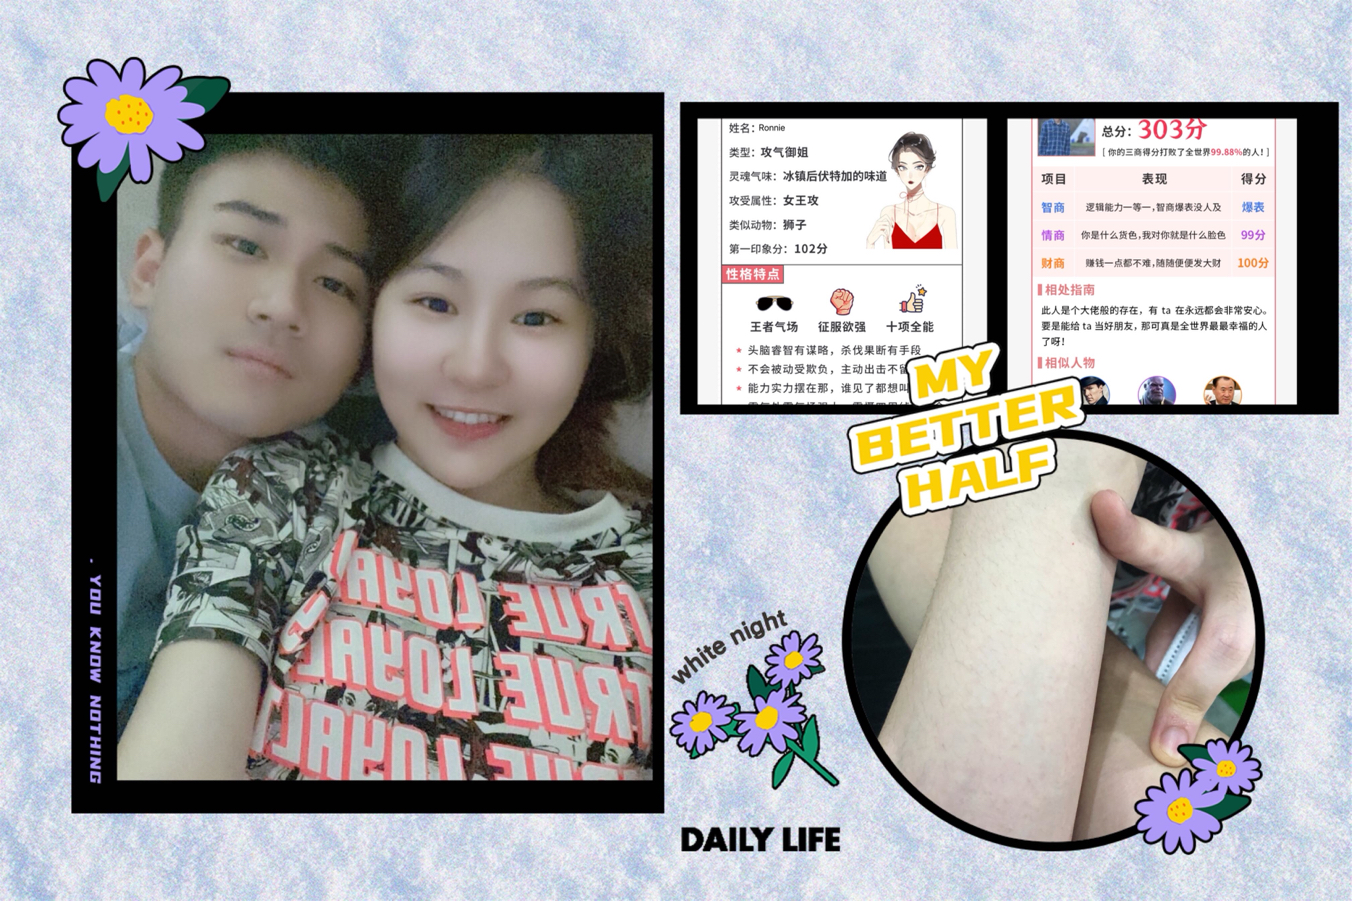 . YOU KNOW NOTHING
TRUE LOYAL
TRUE LOYAL
TRUE LOYAL
姓名：Ronnie
类型：攻气御姐
灵魂气味：冰镇后伏特加的味道
攻受属性：女王攻
类似动物：狮子
第一印象分：102分
性格特点
王者气场 征服欲强 十项全能
★ 头脑睿智有谋略，杀伐果断有手段
★ 不会被动受欺负，主动出击不留
★ 能力实力摆在那，谁见了都想叫
总分：303分
[ 你的三商得分打败了全世界99.88%的人！]
项目 表现 得分
智商 逻辑能力一等一，智商爆表没人及 爆表
情商 你是什么货色，我对你就是什么脸色 99分
财商 赚钱一点都不难，随随便便发大财 100分
相处指南
此人是个大佬般的存在，有 ta 在永远都会非常安心。
要是能给 ta 当好朋友，那可真是全世界最最幸福的人
了呀！
相似人物
MY
BETTER
HALF
white night
DAILY LIFE